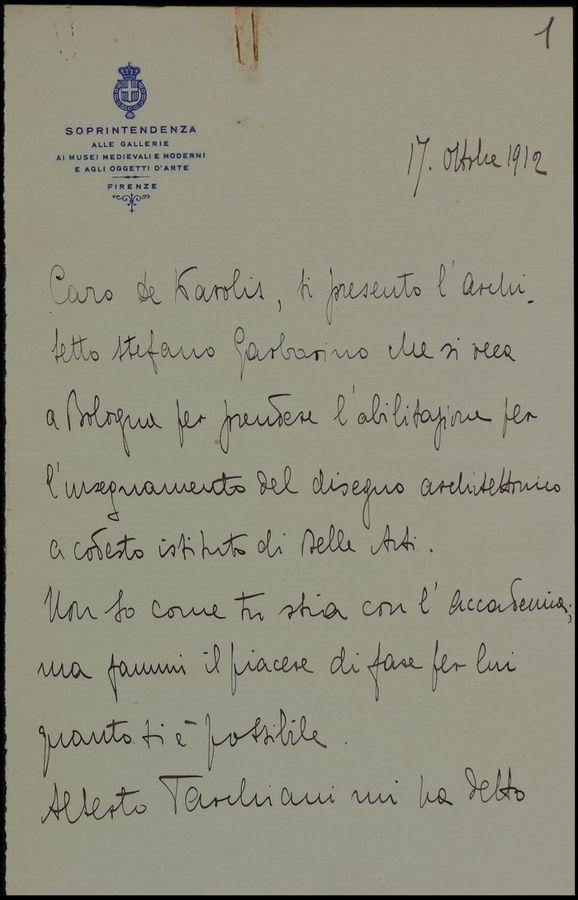 1
SOPRINTENDENZA
ALLE GALLERIE
AI MUSEI MEDIEVALI E MODERNI
E AGLI OGGETTI D'ARTE
FIRENZE
17. Ottobre 1912
Caro de Karolis, ti presento l'archi-
tetto Stefano Garbarino che si reca
a Bologna per prendere l'abilitazione per
l'insegnamento del disegno architettonico
a codesto istituto di Belle Arti.
Non so come tu stia con l'accademia;
ma fammi il piacere di fare per lui
quanto ti è possibile.
Alberto Tarchiani mi ha detto